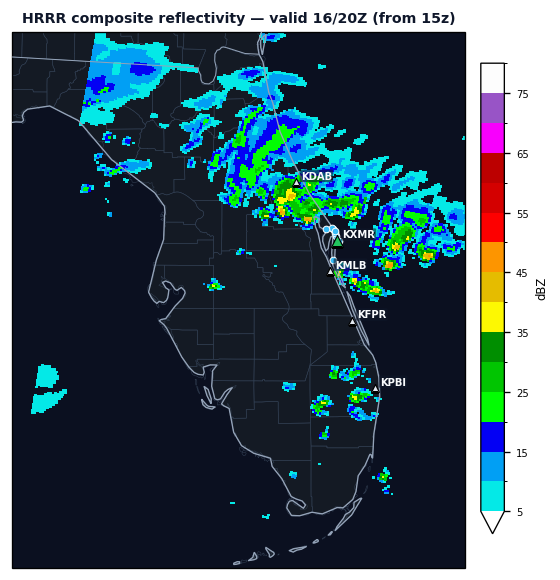 HRRR composite reflectivity — valid 16/20Z (from 15z)
KDAB
KXMR
KMLB
KFPR
KPBI
75
65
55
45
35
25
15
5
dBZ